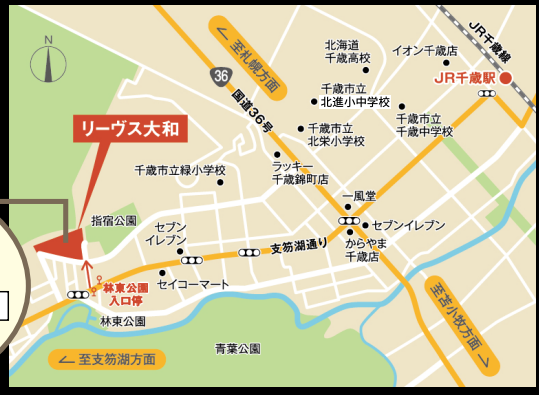 N
至札幌方面
36
国道36号
北海道
千歳高校
イオン千歳店
JR千歳線
JR千歳駅
千歳市立
北進小中学校
千歳市立
千歳中学校
千歳市立
北栄小学校
リーヴス大和
ラッキー
千歳錦町店
千歳市立緑小学校
一風堂
指宿公園
セブン
イレブン
セブンイレブン
からやま
千歳店
支笏湖通り
セイコーマート
林東公園
入口停
林東公園
青葉公園
至支笏湖方面
至苫小牧方面